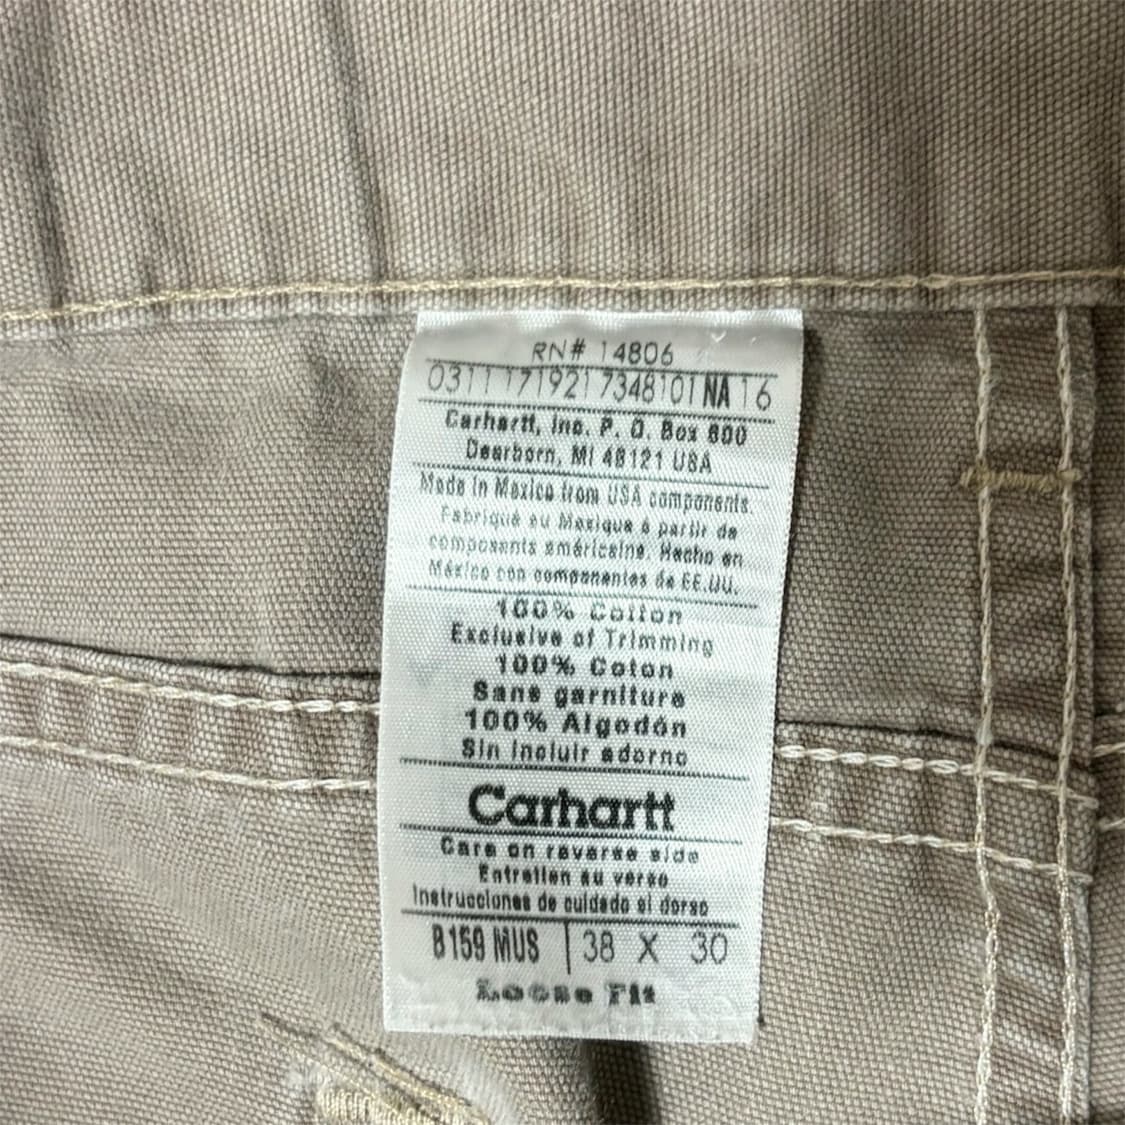 RN# 14806
0311 1719217348101 NA 16
Carhartt, Inc. P. O. Box 600
Dearborn, MI 48121 USA
Made in Mexico from USA components.
Fabriqué au Mexique à partir de
composants américains. Hecho en
México con componentes de EE.UU.
100% Cotton
Exclusive of Trimming
100% Coton
Sans garniture
100% Algodón
Sin incluir adorno
Carhartt
Care on reverse side
Entretien au verso
Instrucciones de cuidado al dorso
B159 MUS 38 X 30
Loose Fit